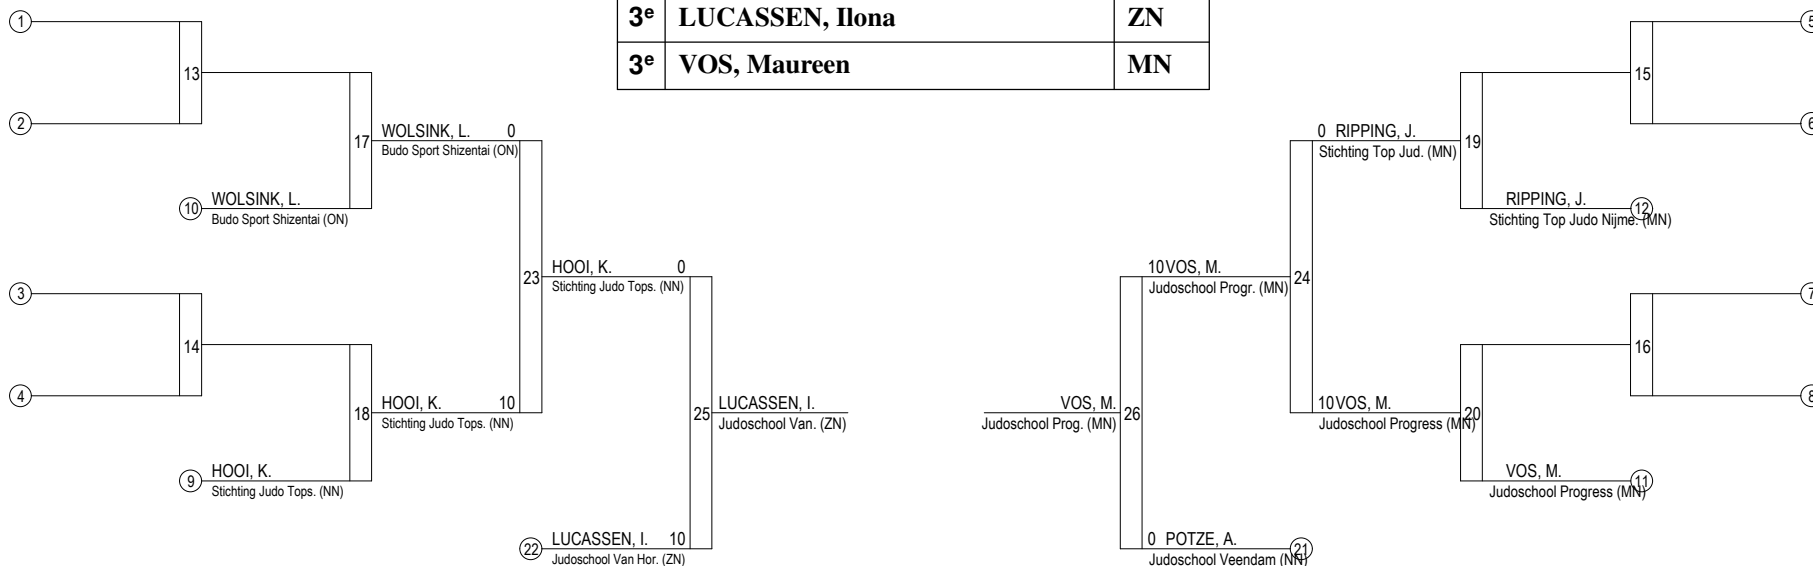 3e LUCASSEN, Ilona ZN
3e VOS, Maureen MN
1
2
13
17
WOLSINK, L. 0
Budo Sport Shizentai (ON)
10
WOLSINK, L.
Budo Sport Shizentai (ON)
3
4
14
18
HOOI, K. 10
Stichting Judo Tops. (NN)
9
HOOI, K.
Stichting Judo Tops. (NN)
23
HOOI, K. 0
Stichting Judo Tops. (NN)
25
LUCASSEN, I.
Judoschool Van. (ZN)
22
LUCASSEN, I. 10
Judoschool Van Hor. (ZN)
5
6
15
19
0 RIPPING, J.
Stichting Top Jud. (MN)
RIPPING, J.
12
Stichting Top Judo Nijme. (MN)
24
10 VOS, M.
Judoschool Progr. (MN)
7
8
16
20
10 VOS, M.
Judoschool Progress (MN)
VOS, M.
11
Judoschool Progress (MN)
26
VOS, M.
Judoschool Prog. (MN)
0 POTZE, A.
21
Judoschool Veendam (NN)